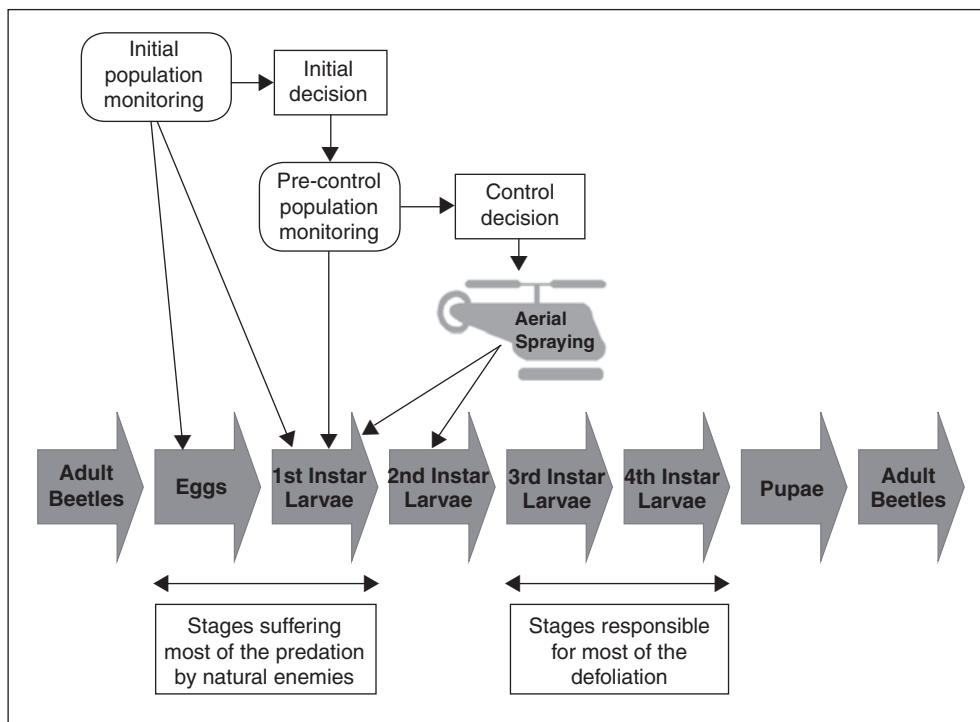 Initial
population
monitoring
Initial
decision
Pre-control
population
monitoring
Control
decision
Aerial
Spraying
Adult
Beetles
Eggs
1st Instar
Larvae
2nd Instar
Larvae
3rd Instar
Larvae
4th Instar
Larvae
Pupae
Adult
Beetles
Stages suffering
most of the predation
by natural enemies
Stages responsible
for most of the
defoliation